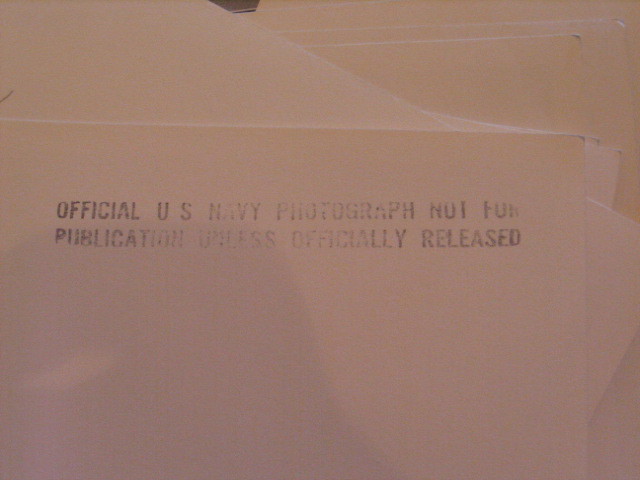 OFFICIAL U S NAVY PHOTOGRAPH NOT FOR
PUBLICATION UNLESS OFFICIALLY RELEASED